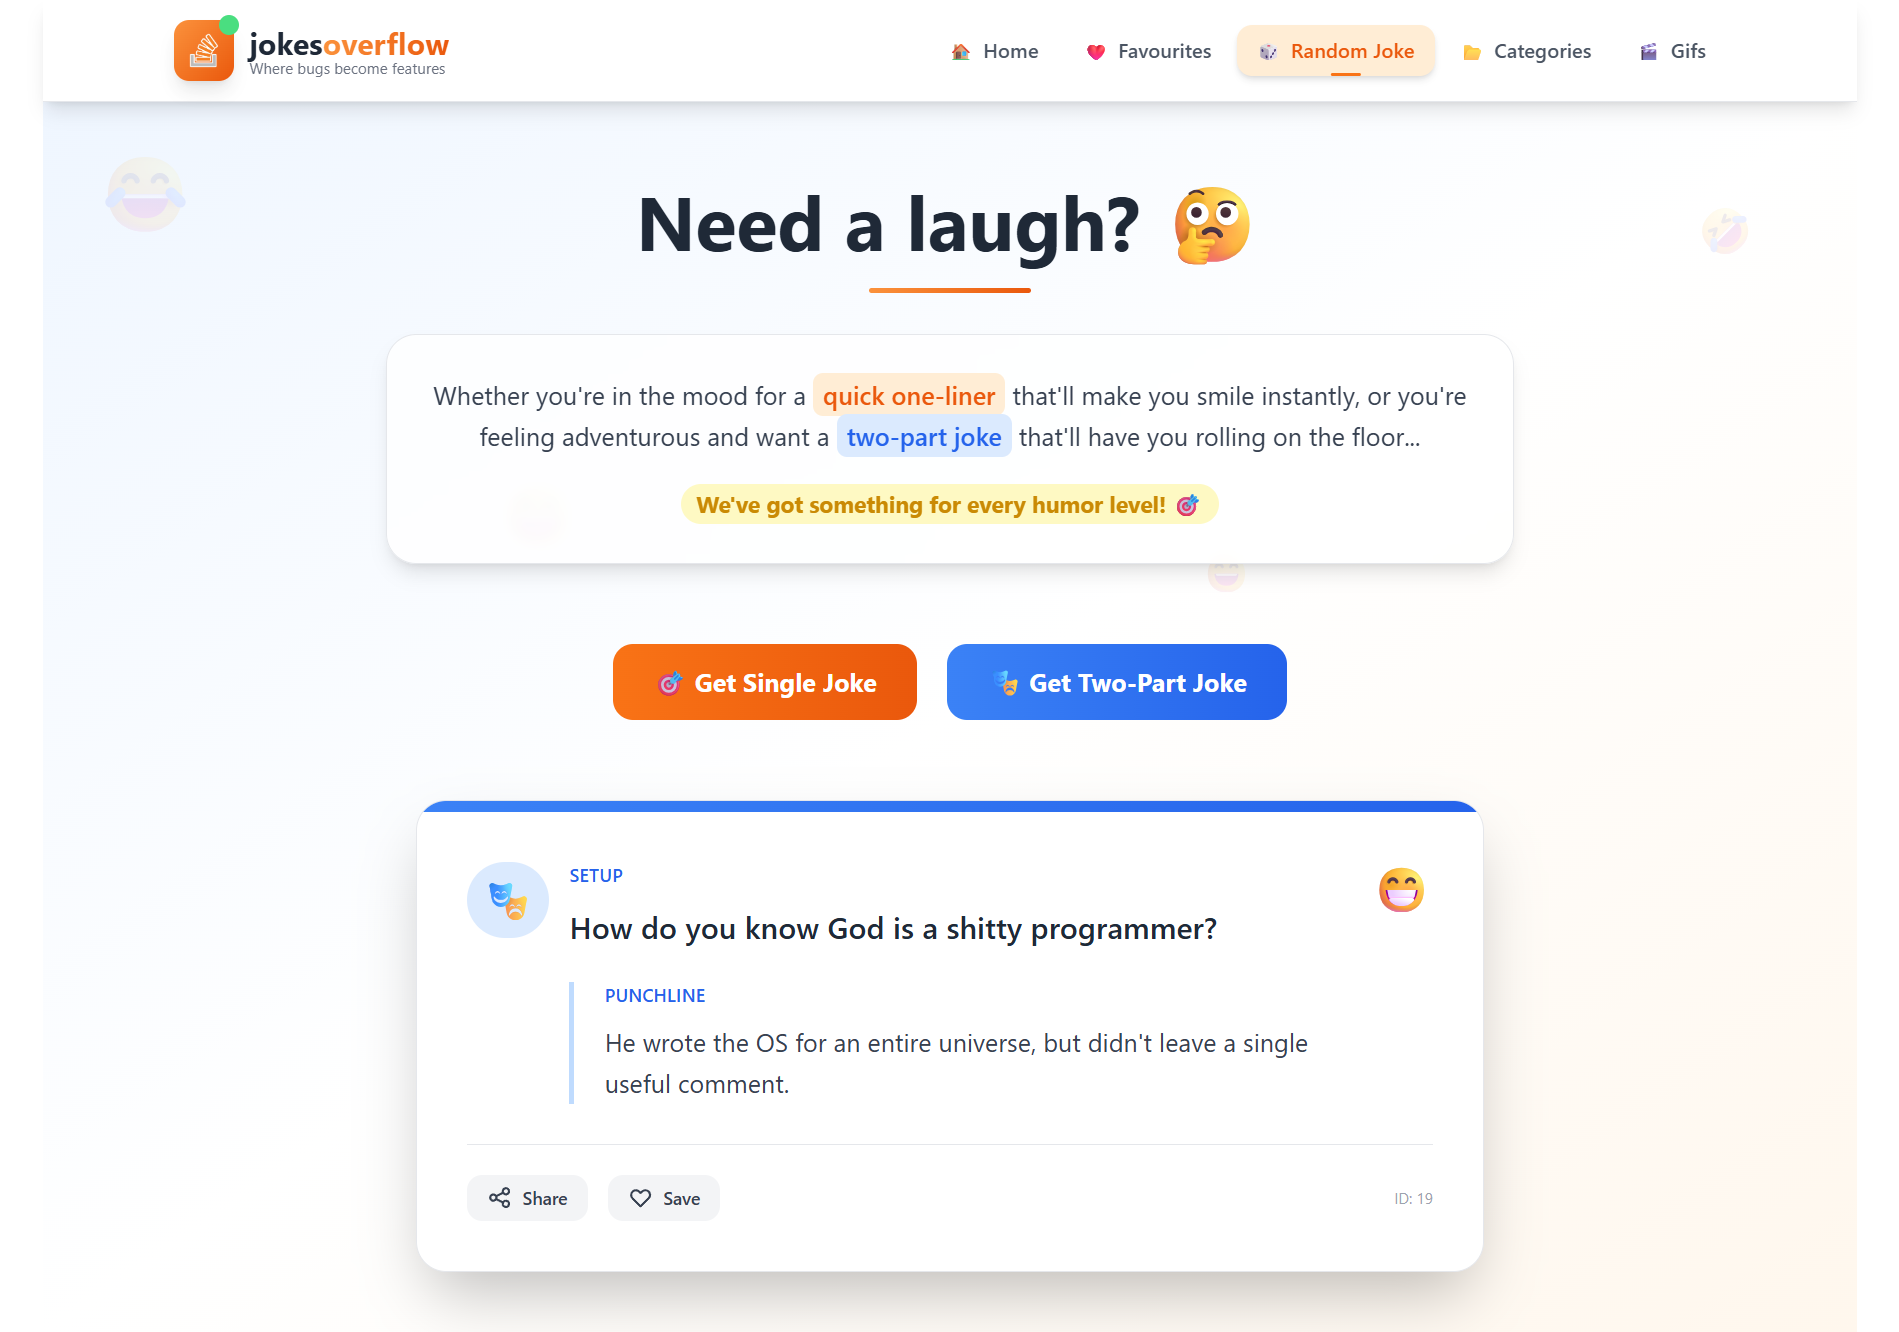 jokesoverflow
Where bugs become features
Home
Favourites
Random Joke
Categories
Gifs
Need a laugh?
Whether you're in the mood for a quick one-liner that'll make you smile instantly, or you're
feeling adventurous and want a two-part joke that'll have you rolling on the floor...
We've got something for every humor level!
Get Single Joke
Get Two-Part Joke
SETUP
How do you know God is a shitty programmer?
PUNCHLINE
He wrote the OS for an entire universe, but didn't leave a single
useful comment.
Share
Save
ID: 19